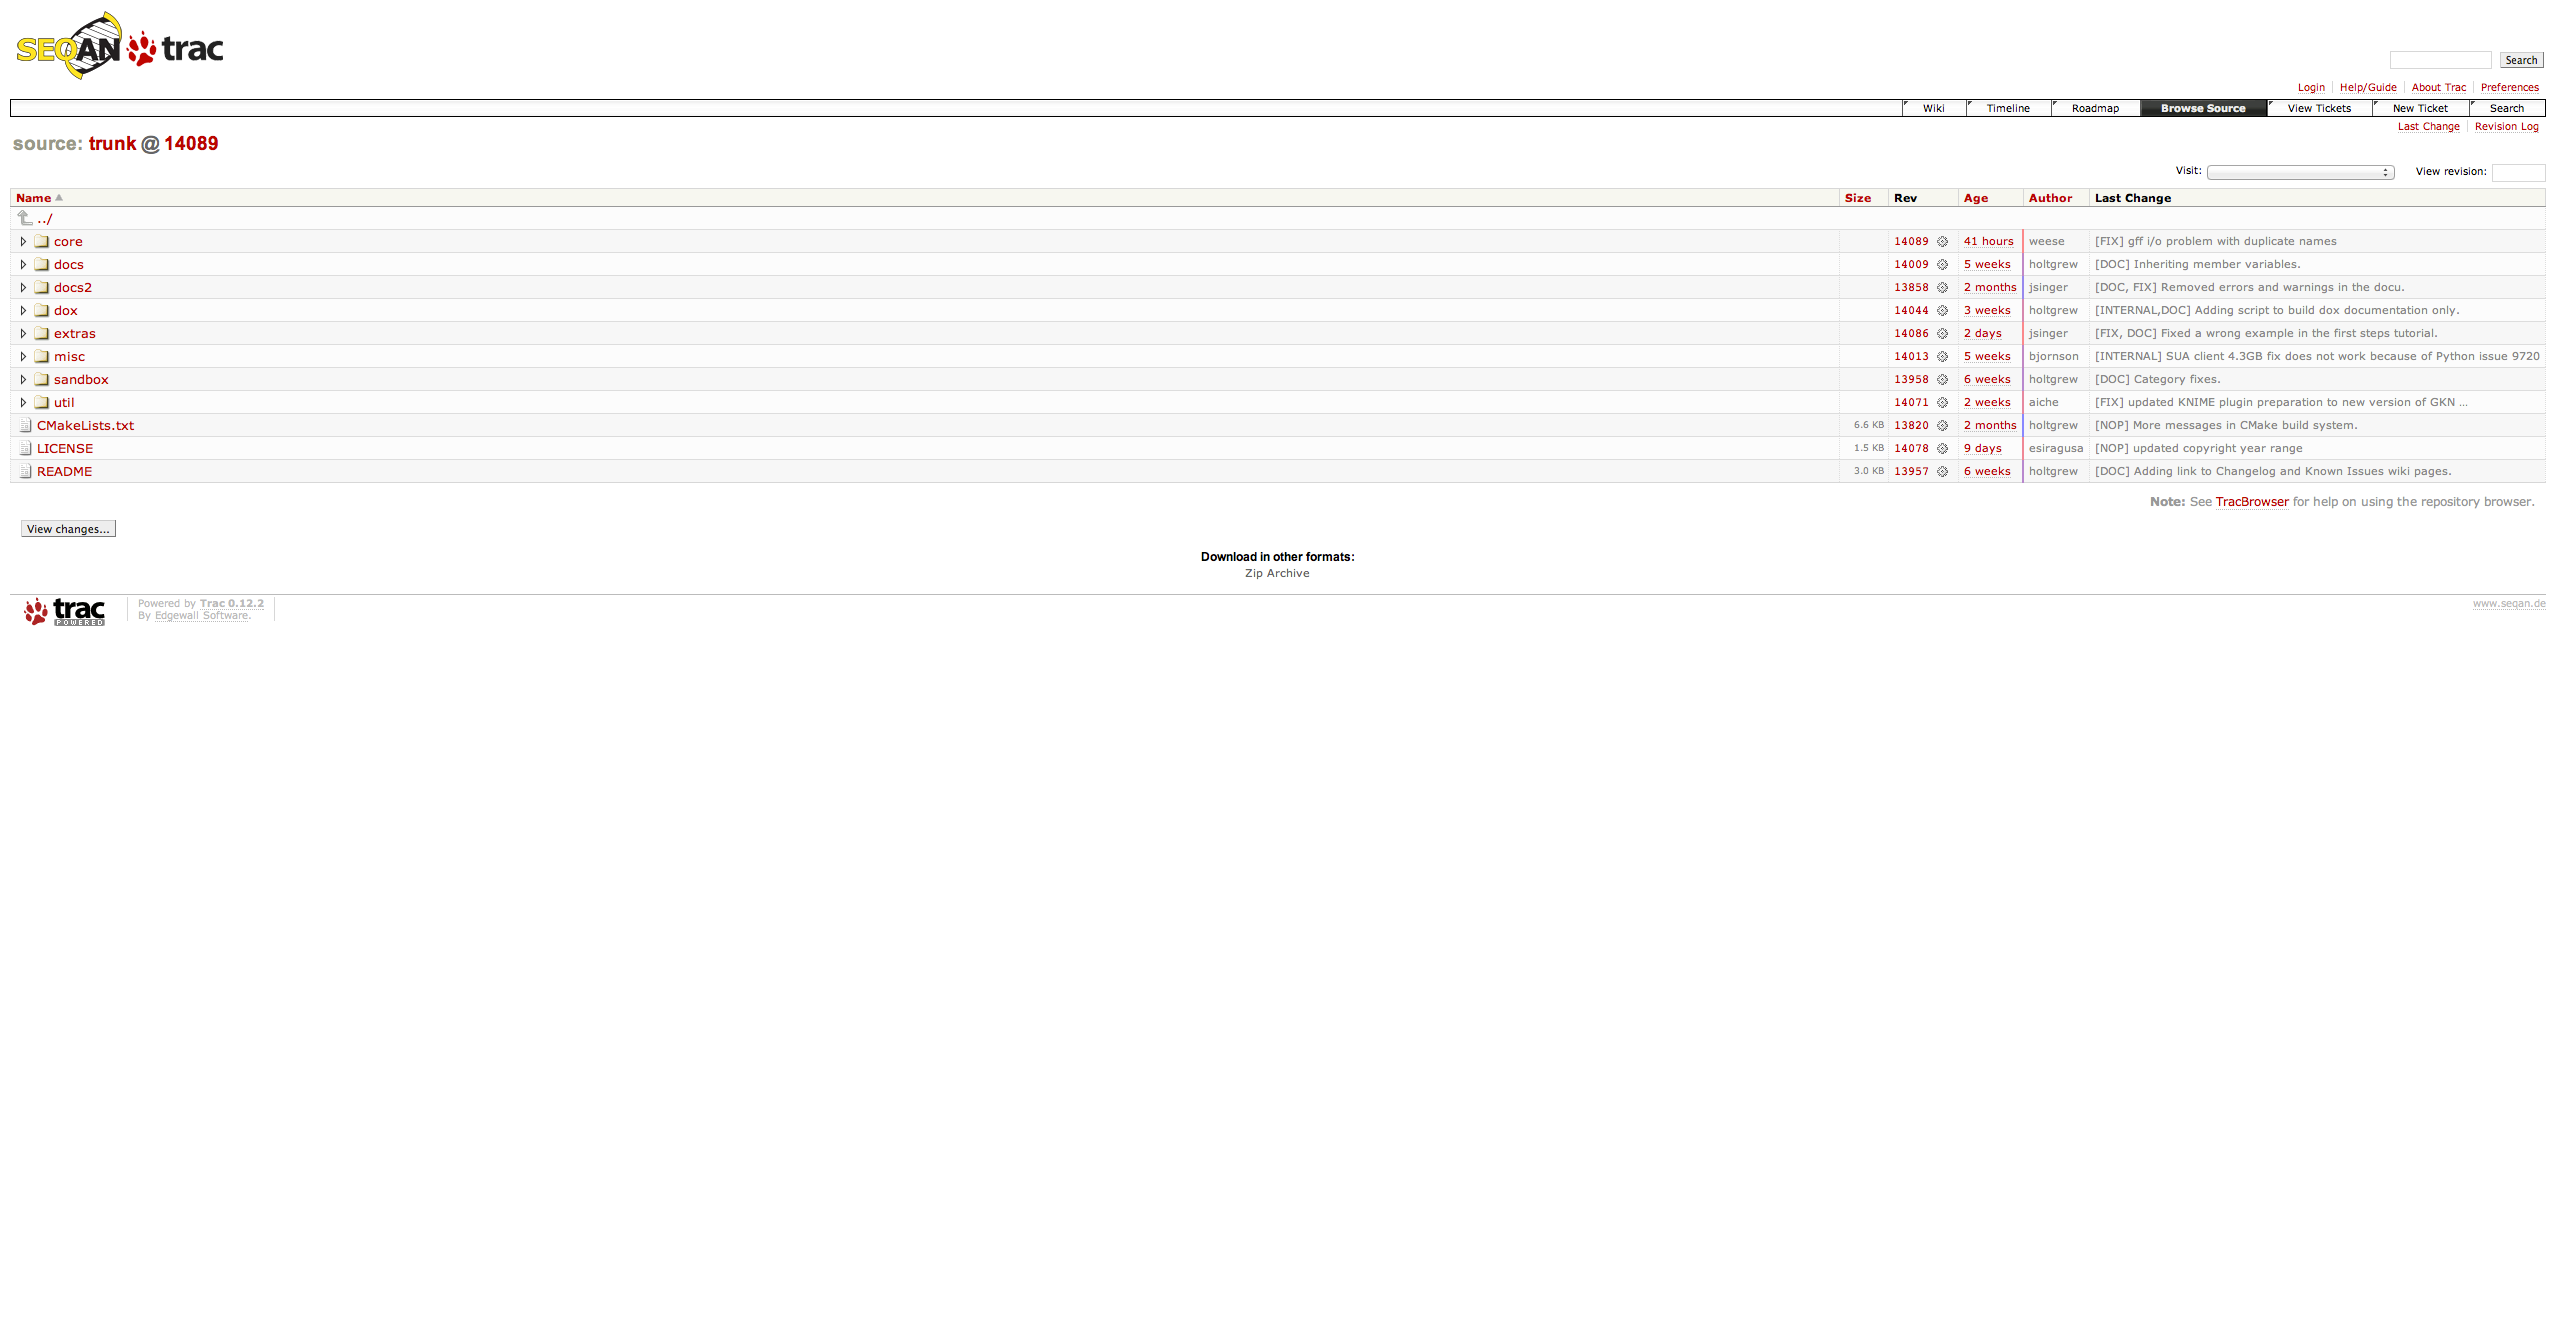 SEQAN trac
Search
Login Help/Guide About Trac Preferences
Wiki Timeline Roadmap Browse Source View Tickets New Ticket Search
Last Change Revision Log
source: trunk @ 14089
Visit: View revision:
Name Size Rev Age Author Last Change
../
core 14089 41 hours weese [FIX] gff i/o problem with duplicate names
docs 14009 5 weeks holtgrew [DOC] Inheriting member variables.
docs2 13858 2 months jsinger [DOC, FIX] Removed errors and warnings in the docu.
dox 14044 3 weeks holtgrew [INTERNAL,DOC] Adding script to build dox documentation only.
extras 14086 2 days jsinger [FIX, DOC] Fixed a wrong example in the first steps tutorial.
misc 14013 5 weeks bjornson [INTERNAL] SUA client 4.3GB fix does not work because of Python issue 9720
sandbox 13958 6 weeks holtgrew [DOC] Category fixes.
util 14071 2 weeks aiche [FIX] updated KNIME plugin preparation to new version of GKN ...
CMakeLists.txt 6.6 KB 13820 2 months holtgrew [NOP] More messages in CMake build system.
LICENSE 1.5 KB 14078 9 days esiragusa [NOP] updated copyright year range
README 3.0 KB 13957 6 weeks holtgrew [DOC] Adding link to Changelog and Known Issues wiki pages.
Note: See TracBrowser for help on using the repository browser.
View changes...
Download in other formats:
Zip Archive
trac POWERED
Powered by Trac 0.12.2
By Edgewall Software.
www.seqan.de